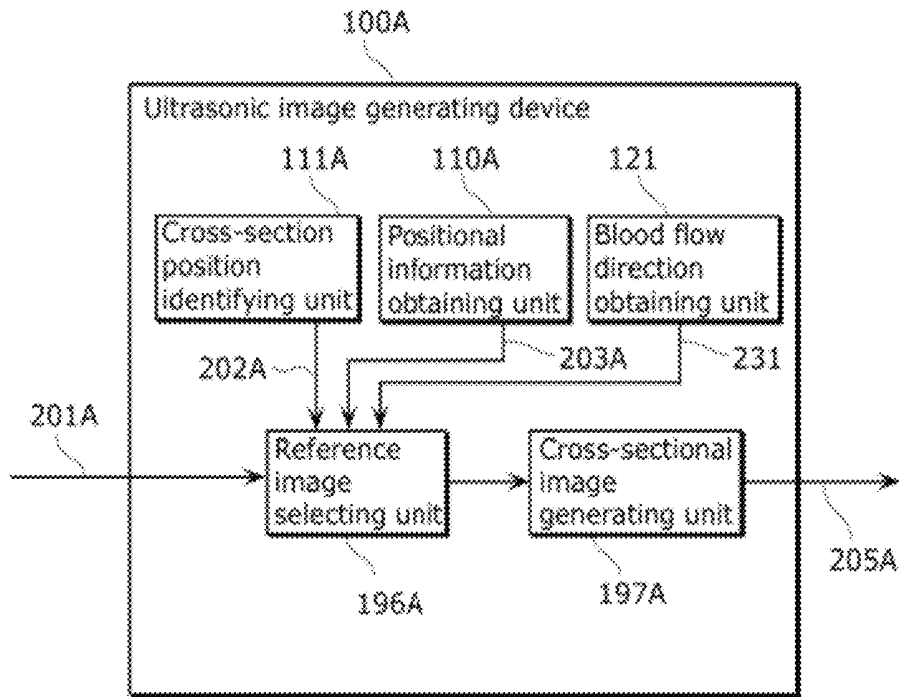 100A
Ultrasonic image generating device
111A
110A
121
Cross-section
position
identifying unit
Positional
information
obtaining unit
Blood flow
direction
obtaining unit
202A
203A
231
201A
Reference
image
selecting unit
Cross-sectional
image
generating unit
196A
197A
205A